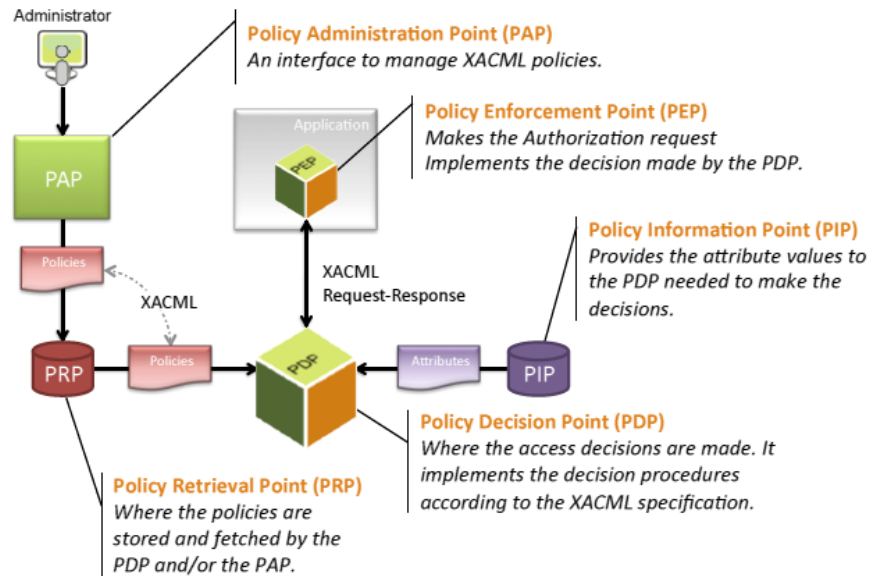 Administrator
Policy Administration Point (PAP)
An interface to manage XACML policies.
PAP
Application
PEP
Policy Enforcement Point (PEP)
Makes the Authorization request
Implements the decision made by the PDP.
Policies
XACML
XACML
Request-Response
Policy Information Point (PIP)
Provides the attribute values to
the PDP needed to make the
decisions.
PRP
Policies
PDP
Attributes
PIP
Policy Decision Point (PDP)
Where the access decisions are made. It
implements the decision procedures
according to the XACML specification.
Policy Retrieval Point (PRP)
Where the policies are
stored and fetched by the
PDP and/or the PAP.